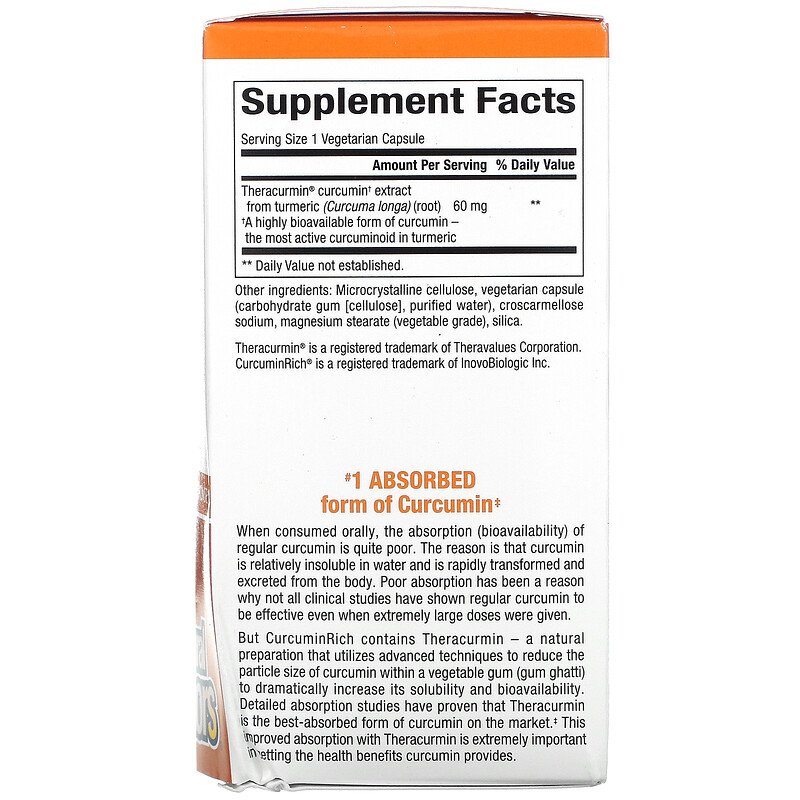 Supplement Facts
Serving Size 1 Vegetarian Capsule
Amount Per Serving % Daily Value
Theracurmin® curcumin† extract
from turmeric (Curcuma longa) (root) 60 mg **
†A highly bioavailable form of curcumin –
the most active curcuminoid in turmeric
** Daily Value not established.
Other ingredients: Microcrystalline cellulose, vegetarian capsule
(carbohydrate gum [cellulose], purified water), croscarmellose
sodium, magnesium stearate (vegetable grade), silica.
Theracurmin® is a registered trademark of Theravalues Corporation.
CurcuminRich® is a registered trademark of InovoBiologic Inc.
#1 ABSORBED
form of Curcumin‡
When consumed orally, the absorption (bioavailability) of
regular curcumin is quite poor. The reason is that curcumin
is relatively insoluble in water and is rapidly transformed and
excreted from the body. Poor absorption has been a reason
why not all clinical studies have shown regular curcumin to
be effective even when extremely large doses were given.
But CurcuminRich contains Theracurmin – a natural
preparation that utilizes advanced techniques to reduce the
particle size of curcumin within a vegetable gum (gum ghatti)
to dramatically increase its solubility and bioavailability.
Detailed absorption studies have proven that Theracurmin
is the best-absorbed form of curcumin on the market.‡ This
improved absorption with Theracurmin is extremely important
in getting the health benefits curcumin provides.